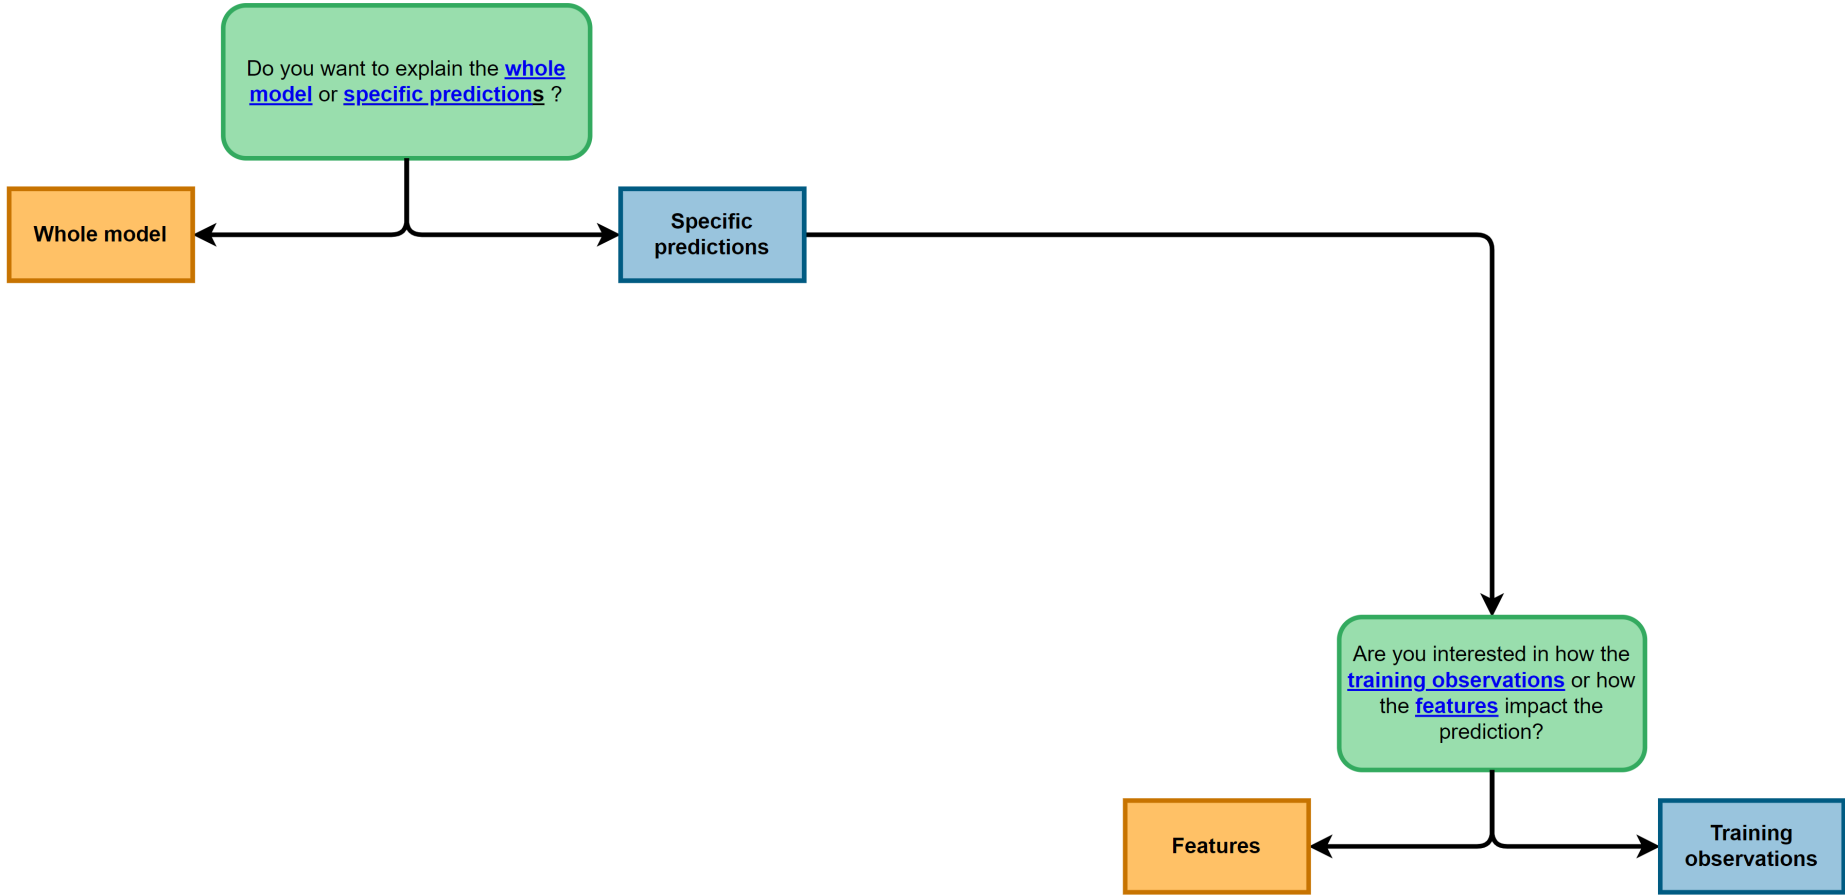 Do you want to explain the whole
model or specific predictions ?
Whole model
Specific
predictions
Are you interested in how the
training observations or how
the features impact the
prediction?
Features
Training
observations